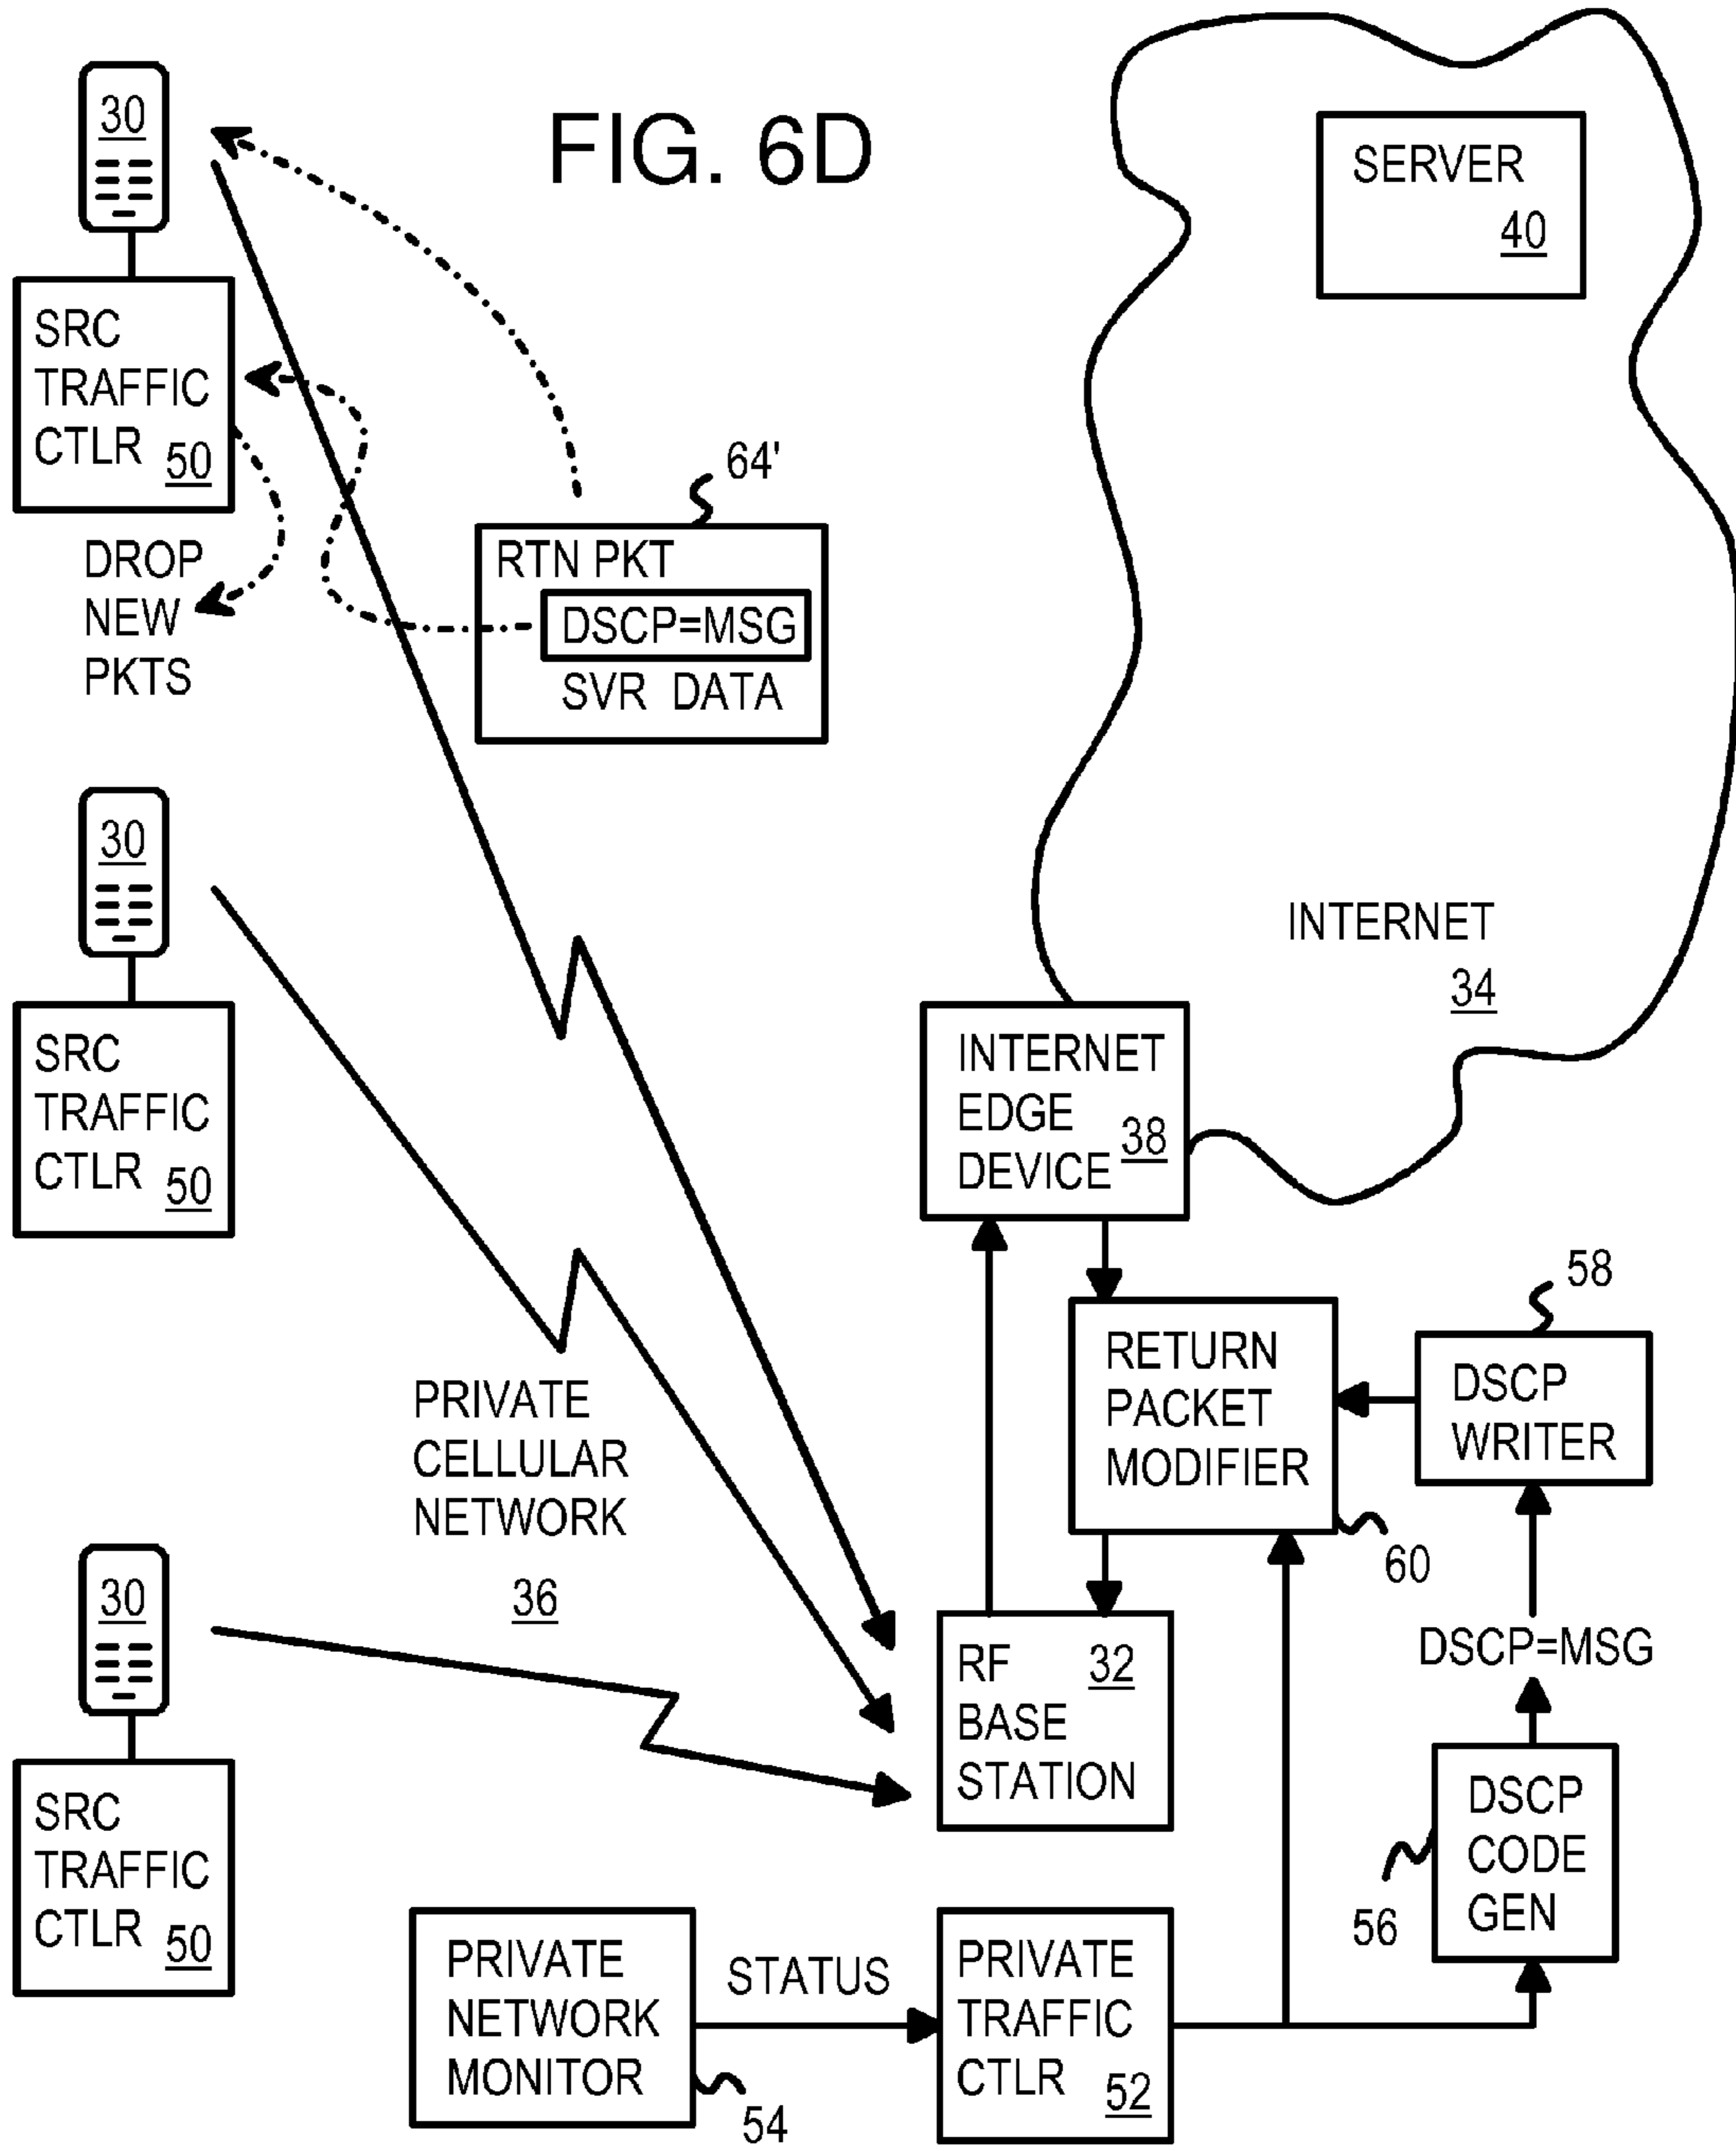 FIG. 6D
30
SRC
TRAFFIC
CTLR 50
DROP
NEW
PKTS
64'
RTN PKT
DSCP=MSG
SVR DATA
SERVER
40
INTERNET
34
30
SRC
TRAFFIC
CTLR 50
INTERNET
EDGE
DEVICE 38
58
RETURN
PACKET
MODIFIER
60
DSCP
WRITER
PRIVATE
CELLULAR
NETWORK
36
30
SRC
TRAFFIC
CTLR 50
RF 32
BASE
STATION
DSCP=MSG
DSCP
CODE
GEN
56
PRIVATE
NETWORK
MONITOR
54
STATUS
PRIVATE
TRAFFIC
CTLR 52